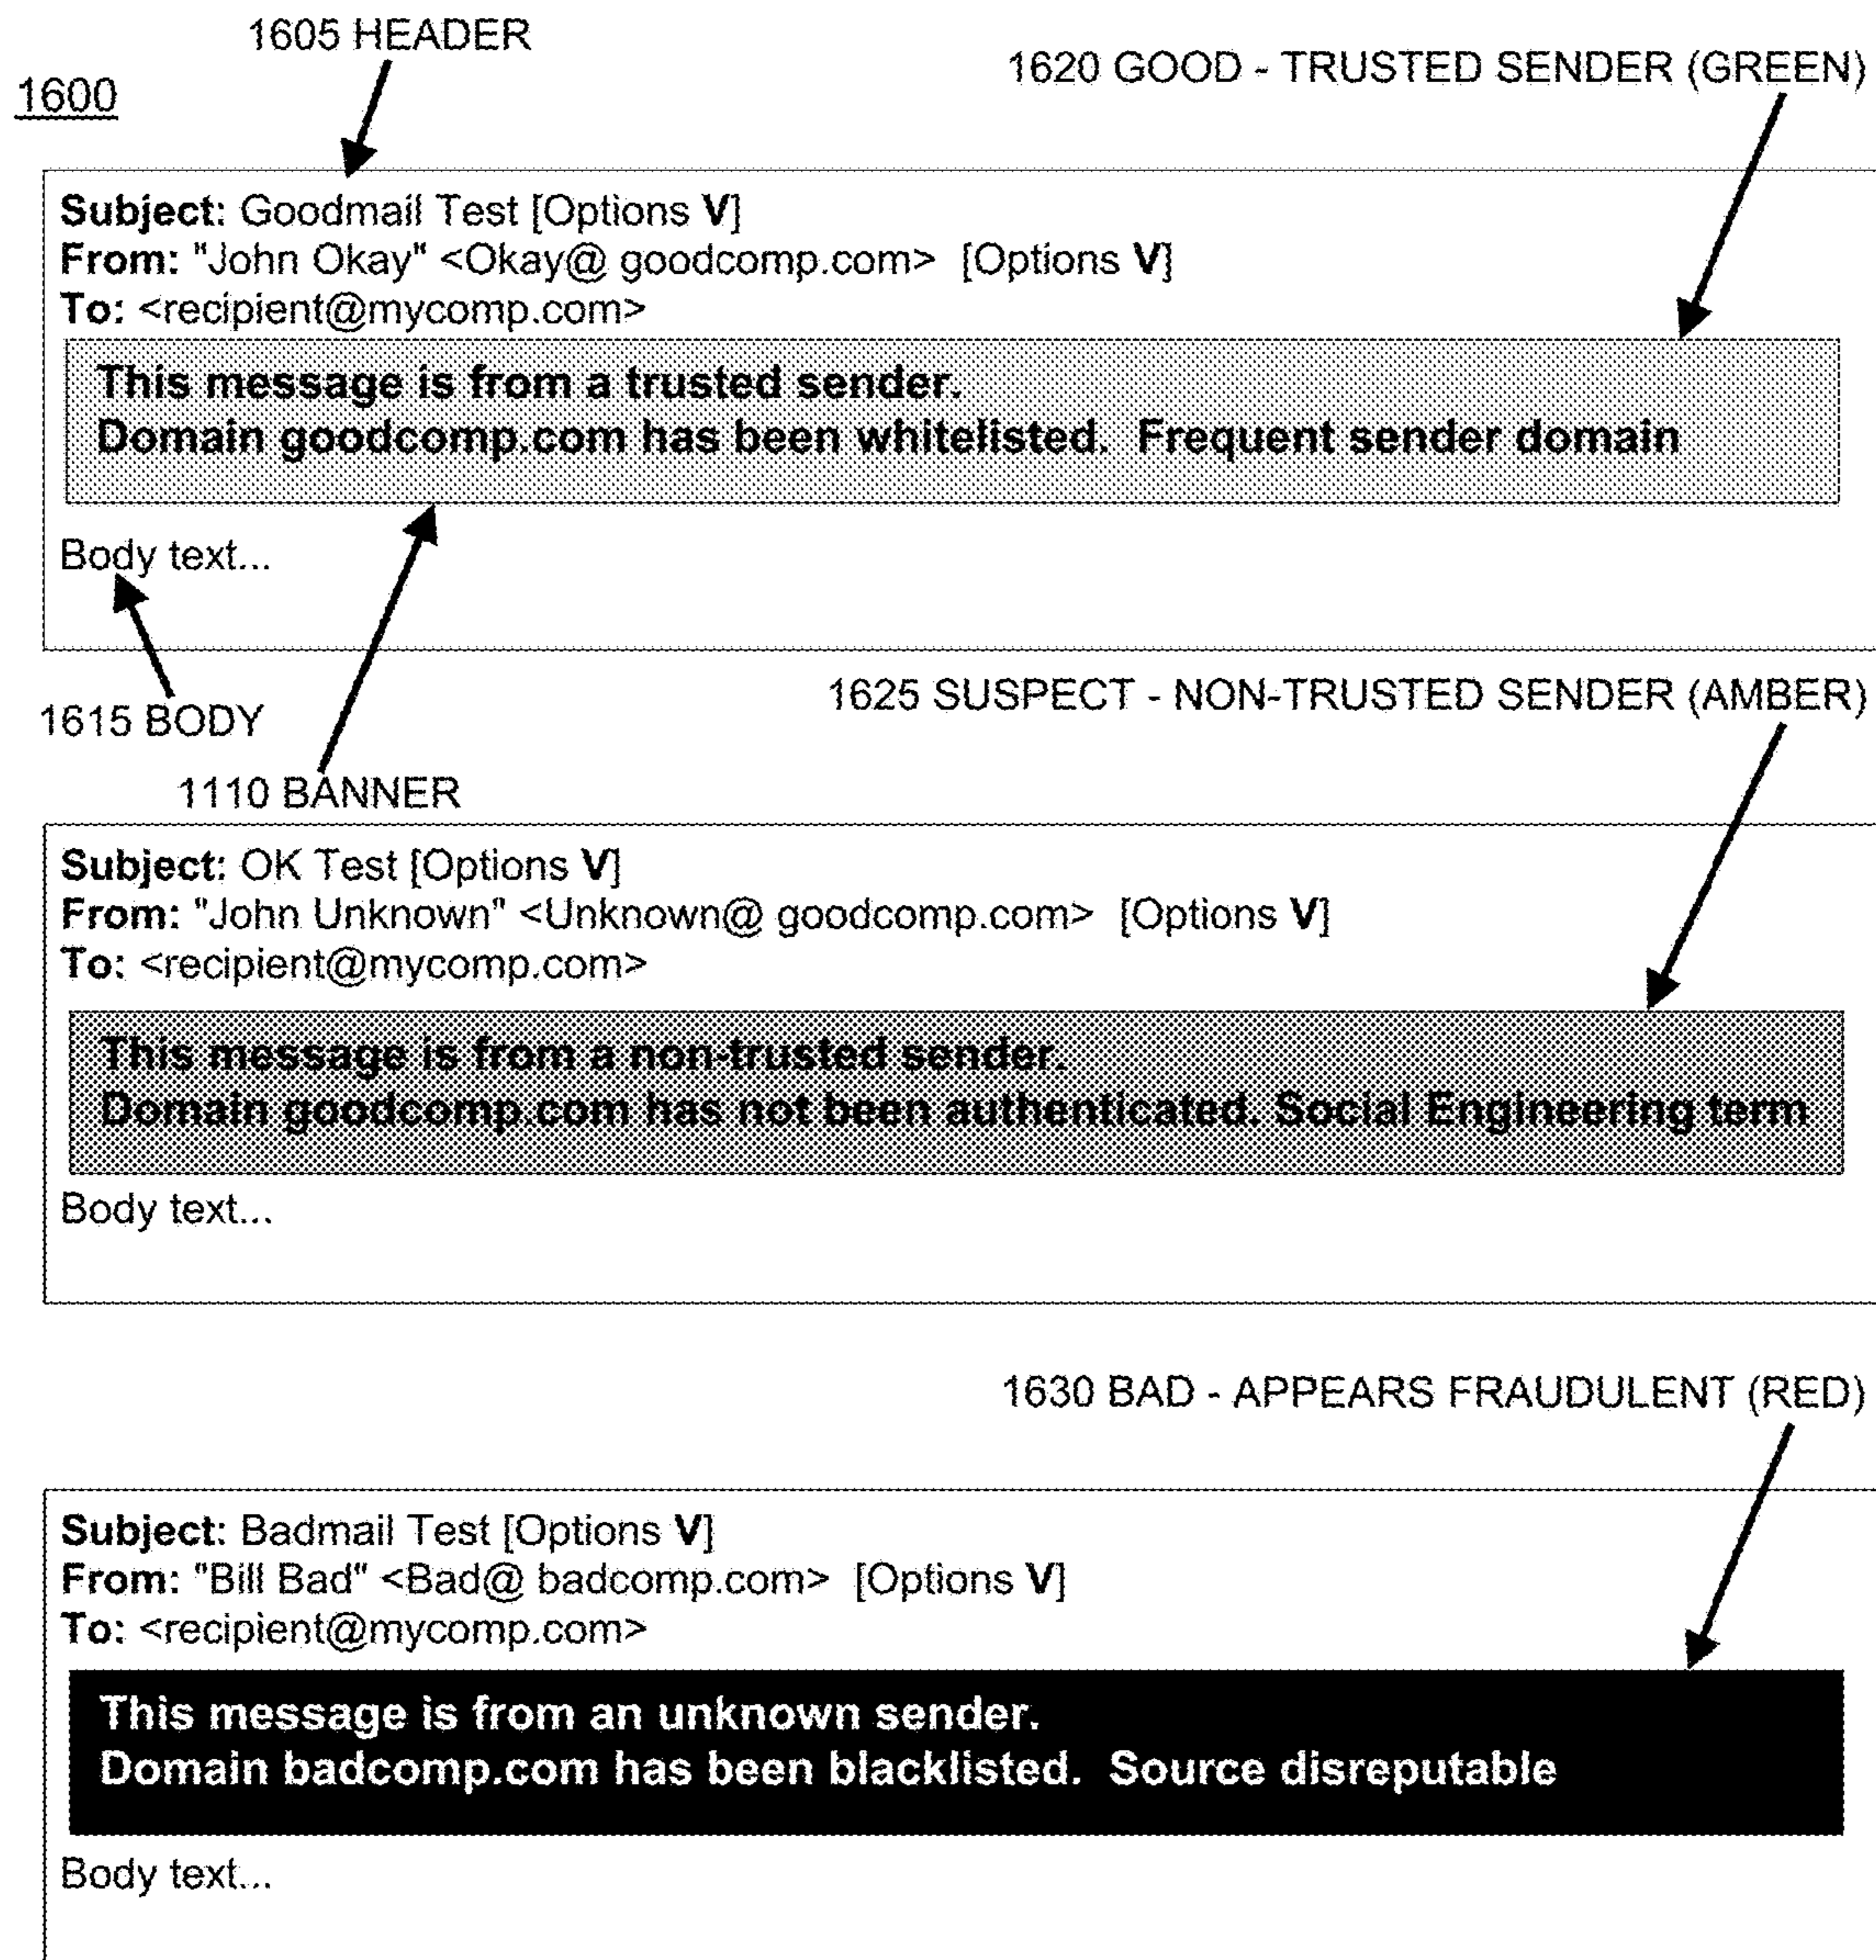 1605 HEADER
1600
1620 GOOD - TRUSTED SENDER (GREEN)
Subject: Goodmail Test [Options V]
From: "John Okay" <Okay@ goodcomp.com> [Options V]
To: <recipient@mycomp.com>
This message is from a trusted sender.
Domain goodcomp.com has been whitelisted. Frequent sender domain
Body text...
1615 BODY
1110 BANNER
1625 SUSPECT - NON-TRUSTED SENDER (AMBER)
Subject: OK Test [Options V]
From: "John Unknown" <Unknown@ goodcomp.com> [Options V]
To: <recipient@mycomp.com>
This message is from a non-trusted sender.
Domain goodcomp.com has not been authenticated. Social Engineering term
Body text...
1630 BAD - APPEARS FRAUDULENT (RED)
Subject: Badmail Test [Options V]
From: "Bill Bad" <Bad@ badcomp.com> [Options V]
To: <recipient@mycomp.com>
This message is from an unknown sender.
Domain badcomp.com has been blacklisted. Source disreputable
Body text...